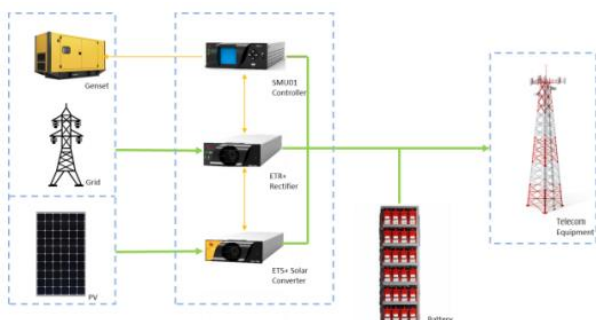 Genset
SMU01
Controller
Grid
ETR+
Rectifier
Telecom
Equipment
PV
ETS+ Solar
Converter
Battery